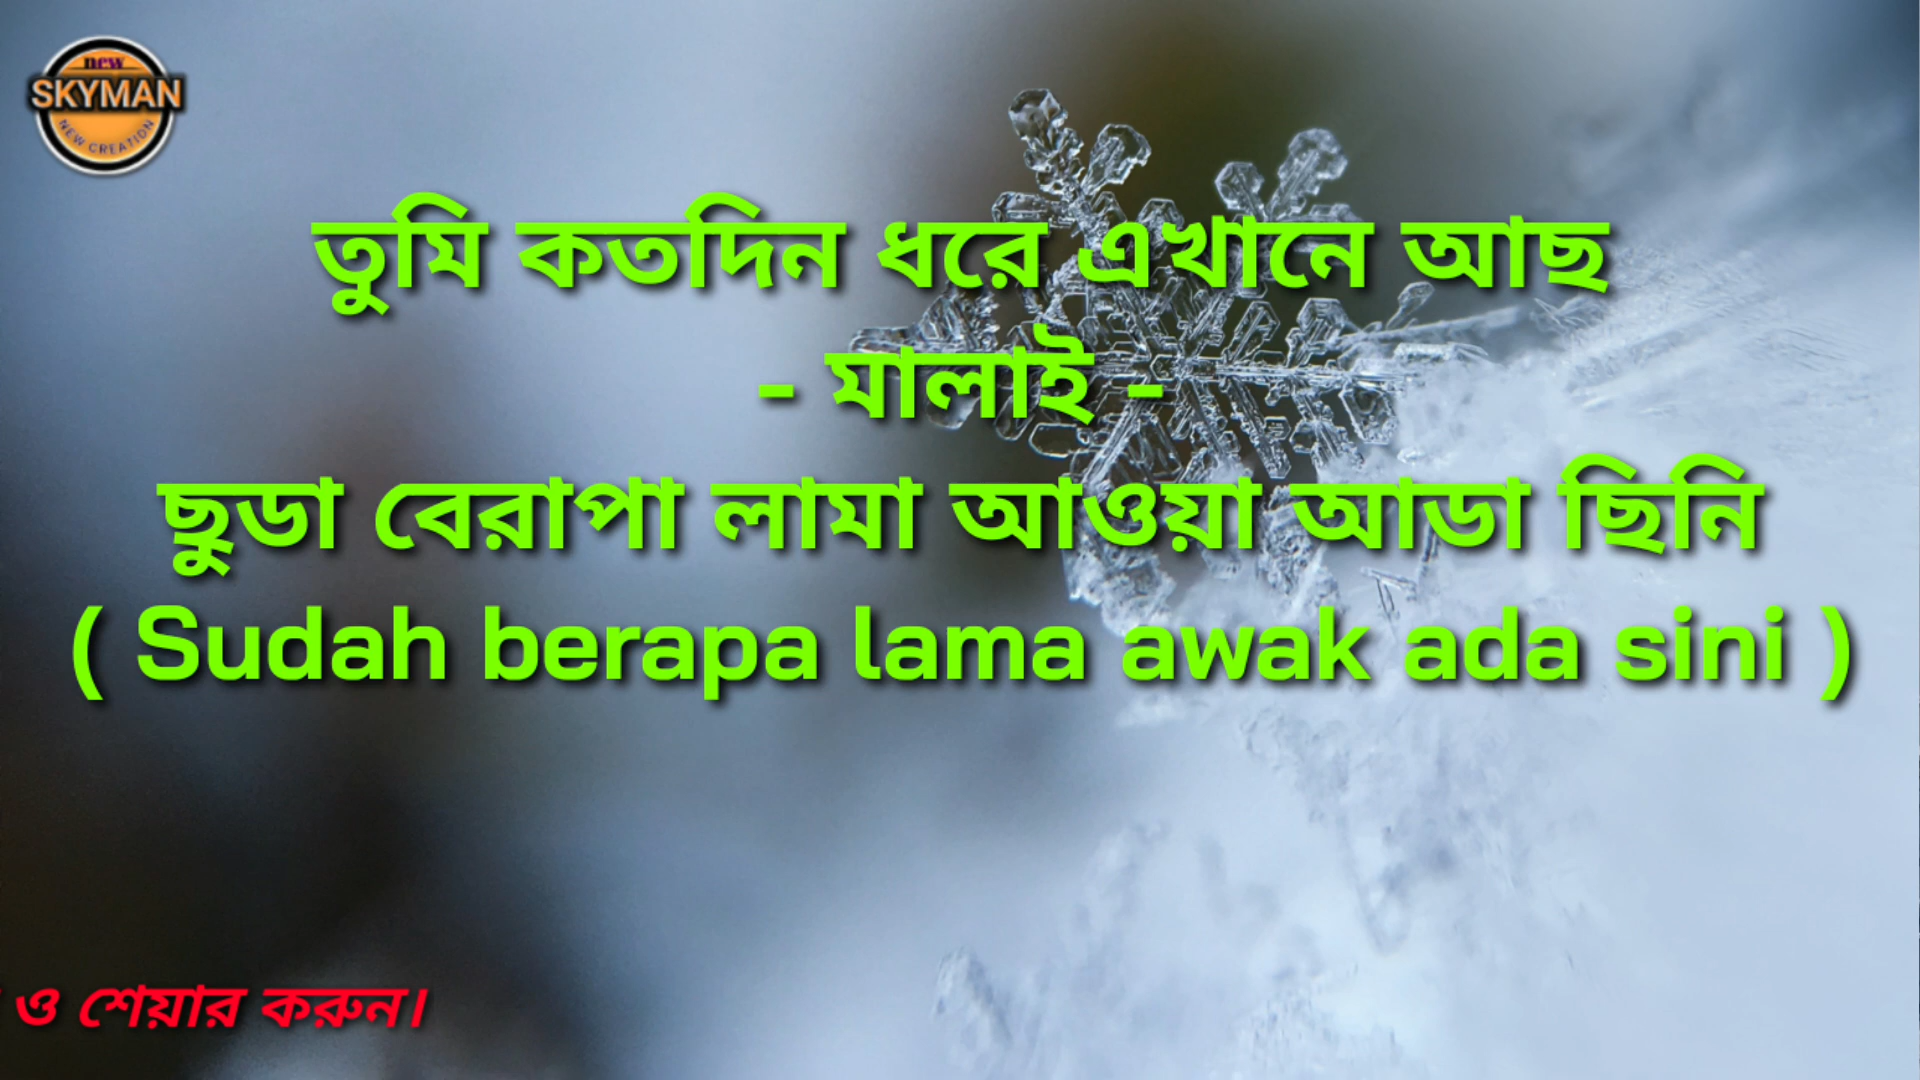 new
SKYMAN
NEW CREATION
তুমি কতদিন ধরে এখানে আছ
- মালাই -
ছুডা বেরাপা লামা আওয়া আডা ছিনি
( Sudah berapa lama awak ada sini )
ও শেয়ার করুন।